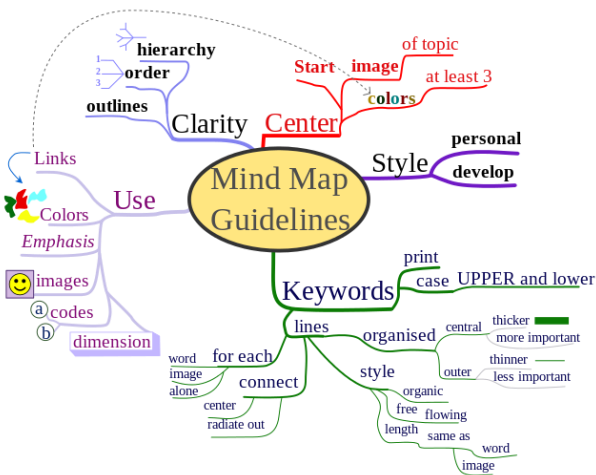 Mind Map
Guidelines
Center
Start
image
of topic
colors
at least 3
Style
personal
develop
Keywords
print
case
UPPER and lower
lines
organised
central
thicker
more important
outer
thinner
less important
style
organic
free
flowing
length
same as
word
image
connect
center
radiate out
for each
word
image
alone
Use
Links
Colors
Emphasis
images
codes
a
b
dimension
Clarity
hierarchy
order
1
2
3
outlines